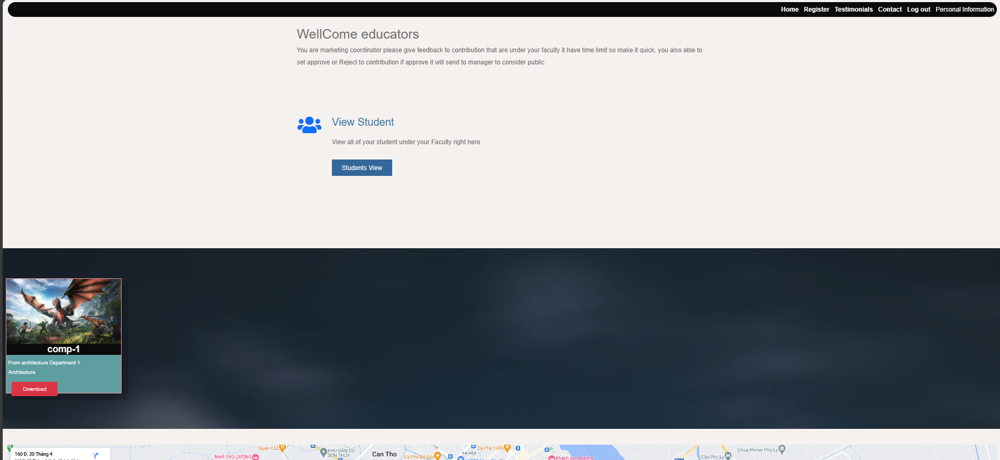 Home Register Testimonials Contact Log out Personal Information
WellCome educators
You are marketing coordinator please give feedback to contribution that are under your faculty it have time limit so make it quick. you also able to
set approve or Reject to contribution if approve it will send to manager to consider public
View Student
View all of your student under your Faculty right here
Students View
comp-1
From architecture Department 1
Architecture
Download
160 Đ. 30 Tháng 4
Quán 152
KHU DÂN CƯ
SƠN THỦY
NHÀ TRỌ CƯỜNG
Can Tho
Cà Phê Bộ Đội
AN HÒA
Cà Phê 1995
Khách sạn Mường
Cầu Phú Lý
Chùa Khmer Phú Lý